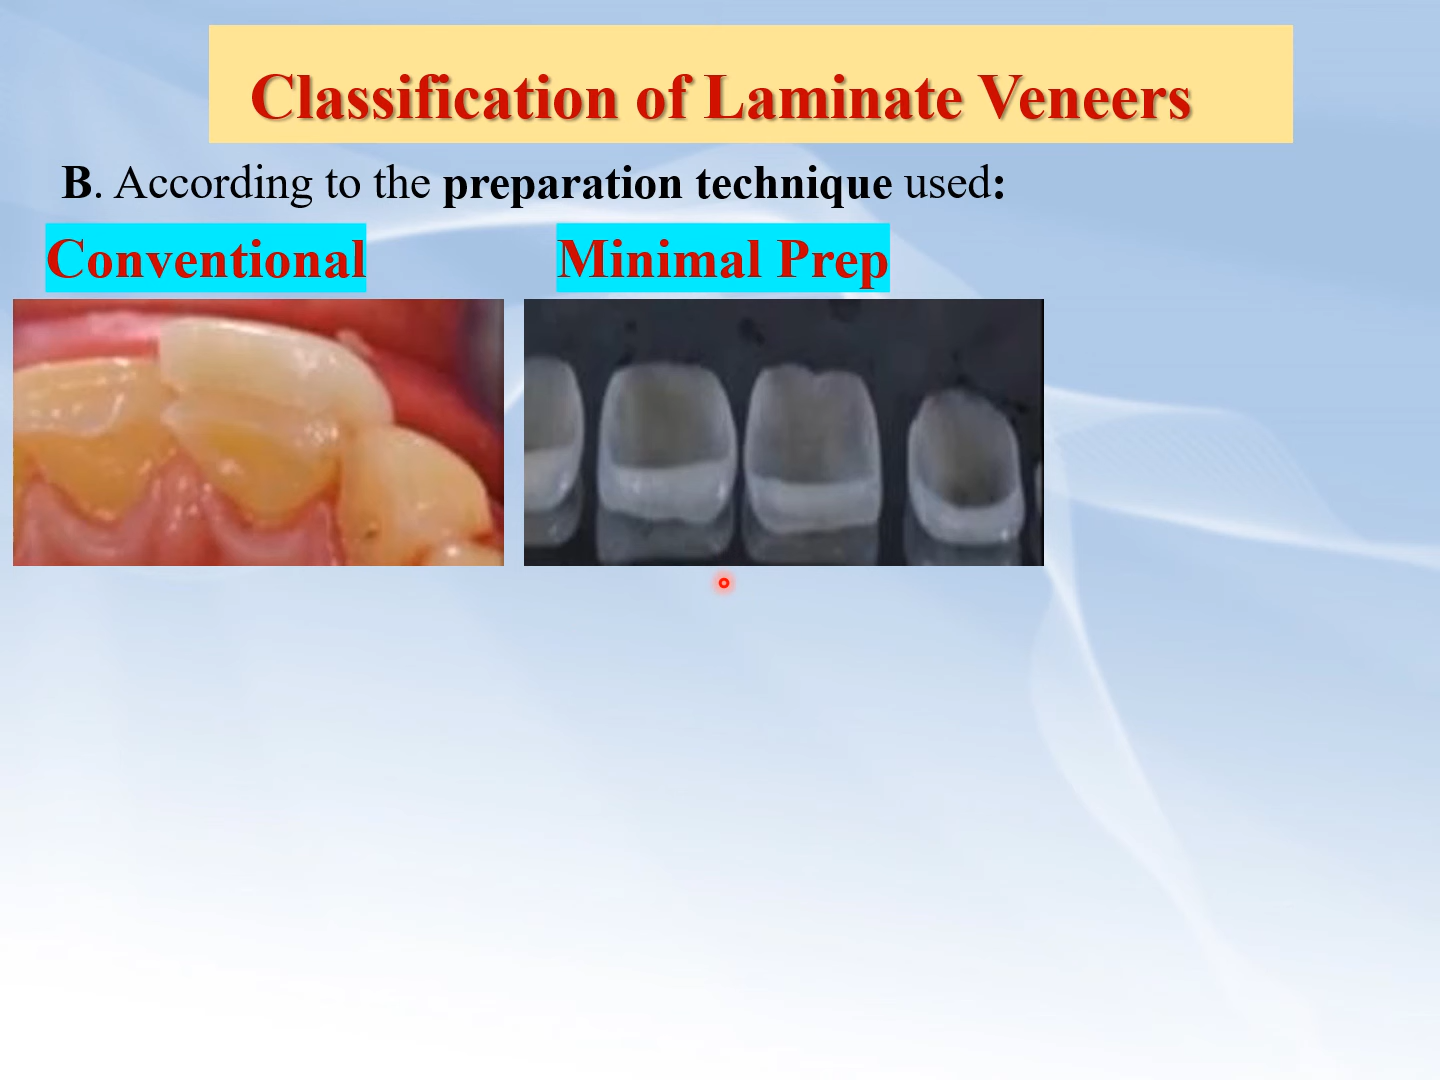 Classification of Laminate Veneers
B. According to the preparation technique used:
Conventional
Minimal Prep